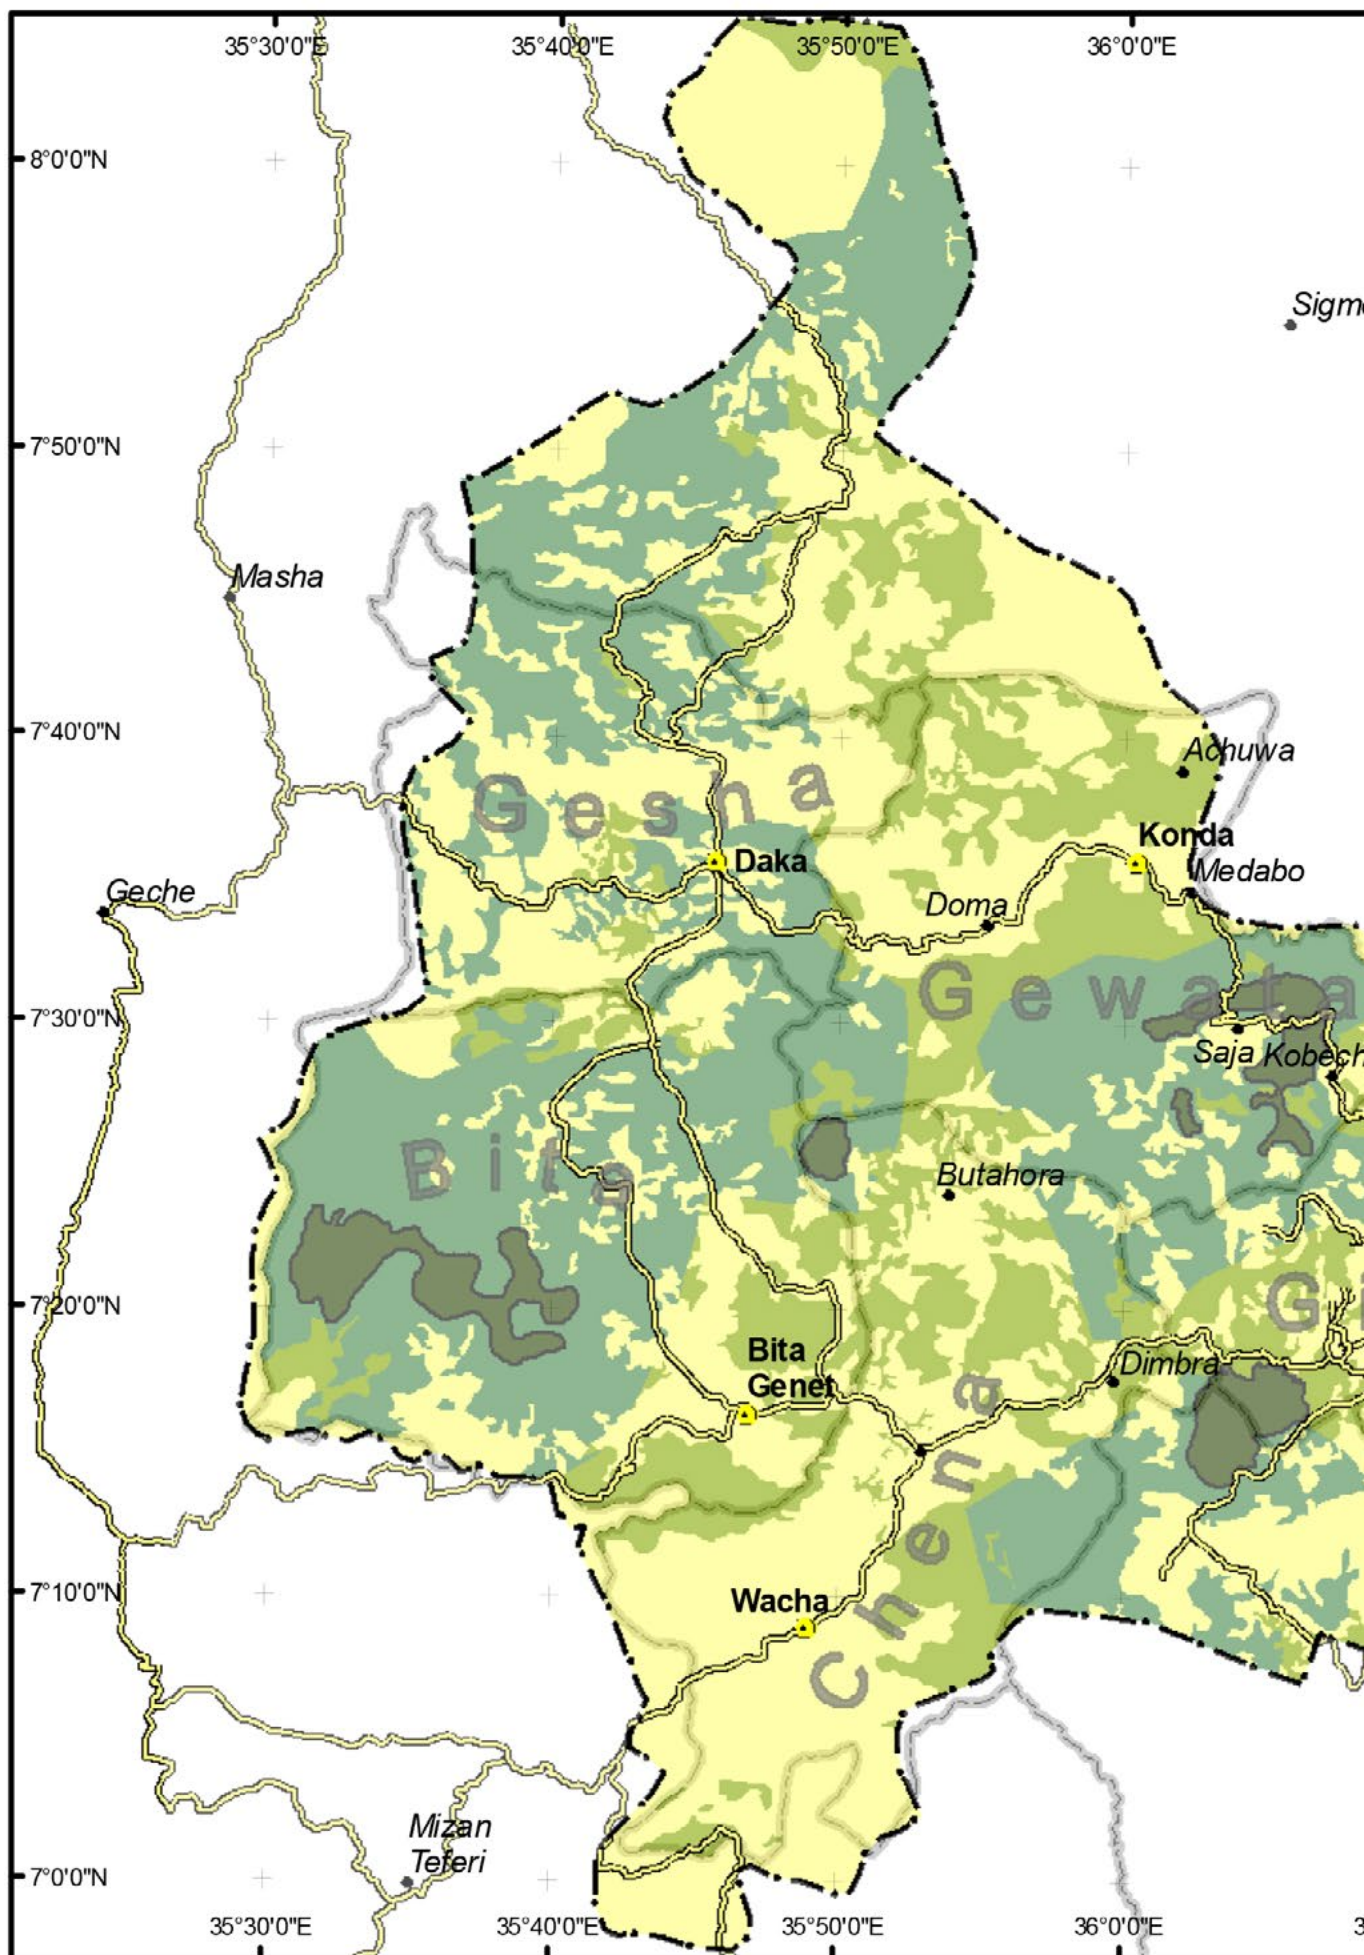 35°30'0"E 35°40'0"E 35°50'0"E 36°0'0"E
8°0'0"N
Sigm
7°50'0"N
Masha
7°40'0"N
Achuwa
Gesha
Konda
Daka
Medabo
Geche
Doma
Gewata
7°30'0"N
Saja Kobech
Bita
Butahora
7°20'0"N
G
Bita
Genet
Dimbra
Chena
7°10'0"N
Wacha
Mizan
Teferi
7°0'0"N
35°30'0"E 35°40'0"E 35°50'0"E 36°0'0"E